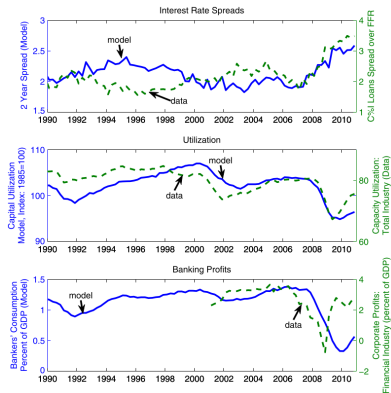 Interest Rate Spreads
2 Year Spread (Model)
3
2.5
2
1.5
model
data
4
3
2
1
C%I Loans Spread over FFR
1990 1992 1994 1996 1998 2000 2002 2004 2006 2008 2010
Utilization
Capital Utilization
Model, Index: 1985=100)
110
100
90
model
data
80
60
Capacity Utilization:
Total Industry (Data)
1990 1992 1994 1996 1998 2000 2002 2004 2006 2008 2010
Banking Profits
Bankers' Consumption
Percent of GDP (Model)
1.5
1
0.5
0
model
data
4
2
0
−2
Corporate Profits:
Financial Industry (percent of GDP)
1990 1992 1994 1996 1998 2000 2002 2004 2006 2008 2010